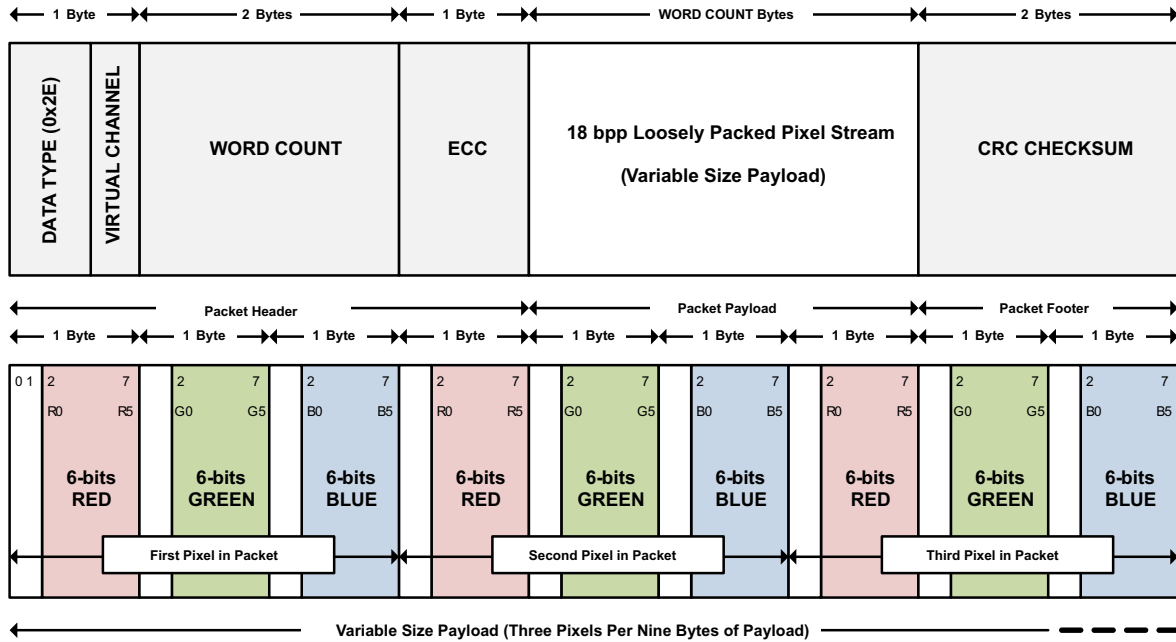 1 Byte 2 Bytes 1 Byte WORD COUNT Bytes 2 Bytes
DATA TYPE (0x2E)
VIRTUAL CHANNEL
WORD COUNT
ECC
18 bpp Loosely Packed Pixel Stream
(Variable Size Payload)
CRC CHECKSUM
Packet Header Packet Payload Packet Footer
1 Byte 1 Byte 1 Byte 1 Byte 1 Byte 1 Byte 1 Byte 1 Byte 1 Byte
0 1 2 7 2 7 2 7 2 7 2 7 2 7 2 7 2 7 2 7
R0 R5 G0 G5 B0 B5 R0 R5 G0 G5 B0 B5 R0 R5 G0 G5 B0 B5
6-bits 6-bits 6-bits 6-bits 6-bits 6-bits 6-bits 6-bits 6-bits
RED GREEN BLUE RED GREEN BLUE RED GREEN BLUE
First Pixel in Packet Second Pixel in Packet Third Pixel in Packet
Variable Size Payload (Three Pixels Per Nine Bytes of Payload)